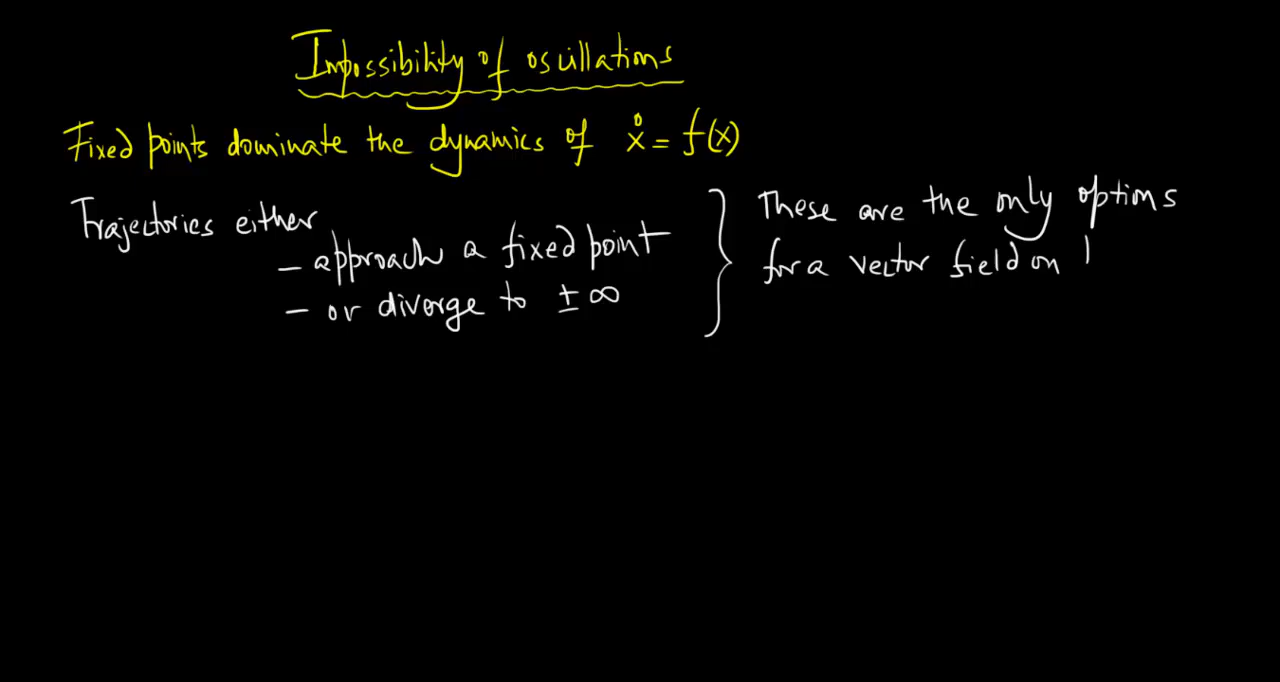 Impossibility of oscillations
Fixed points dominate the dynamics of ẋ = f(x)
Trajectories either
- approach a fixed point
- or diverge to ± ∞
These are the only options
for a vector field on